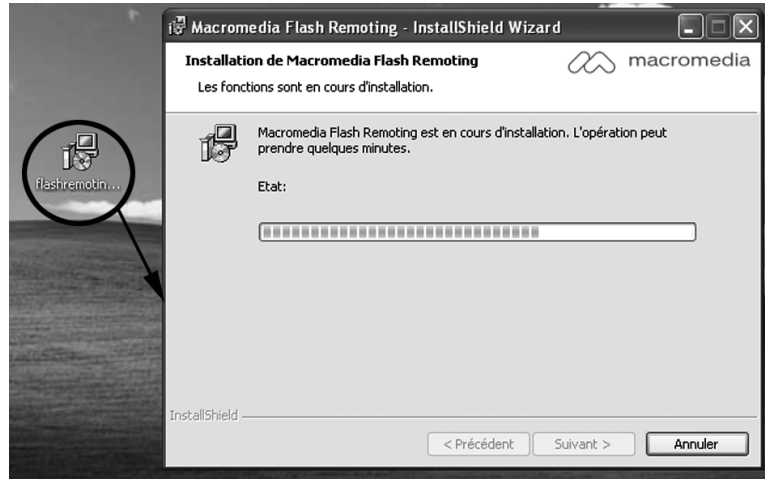 Macromedia Flash Remoting - InstallShield Wizard
Installation de Macromedia Flash Remoting
macromedia
Les fonctions sont en cours d'installation.
flashremotin...
Macromedia Flash Remoting est en cours d'installation. L'opération peut
prendre quelques minutes.
Etat:
InstallShield
< Précédent
Suivant >
Annuler